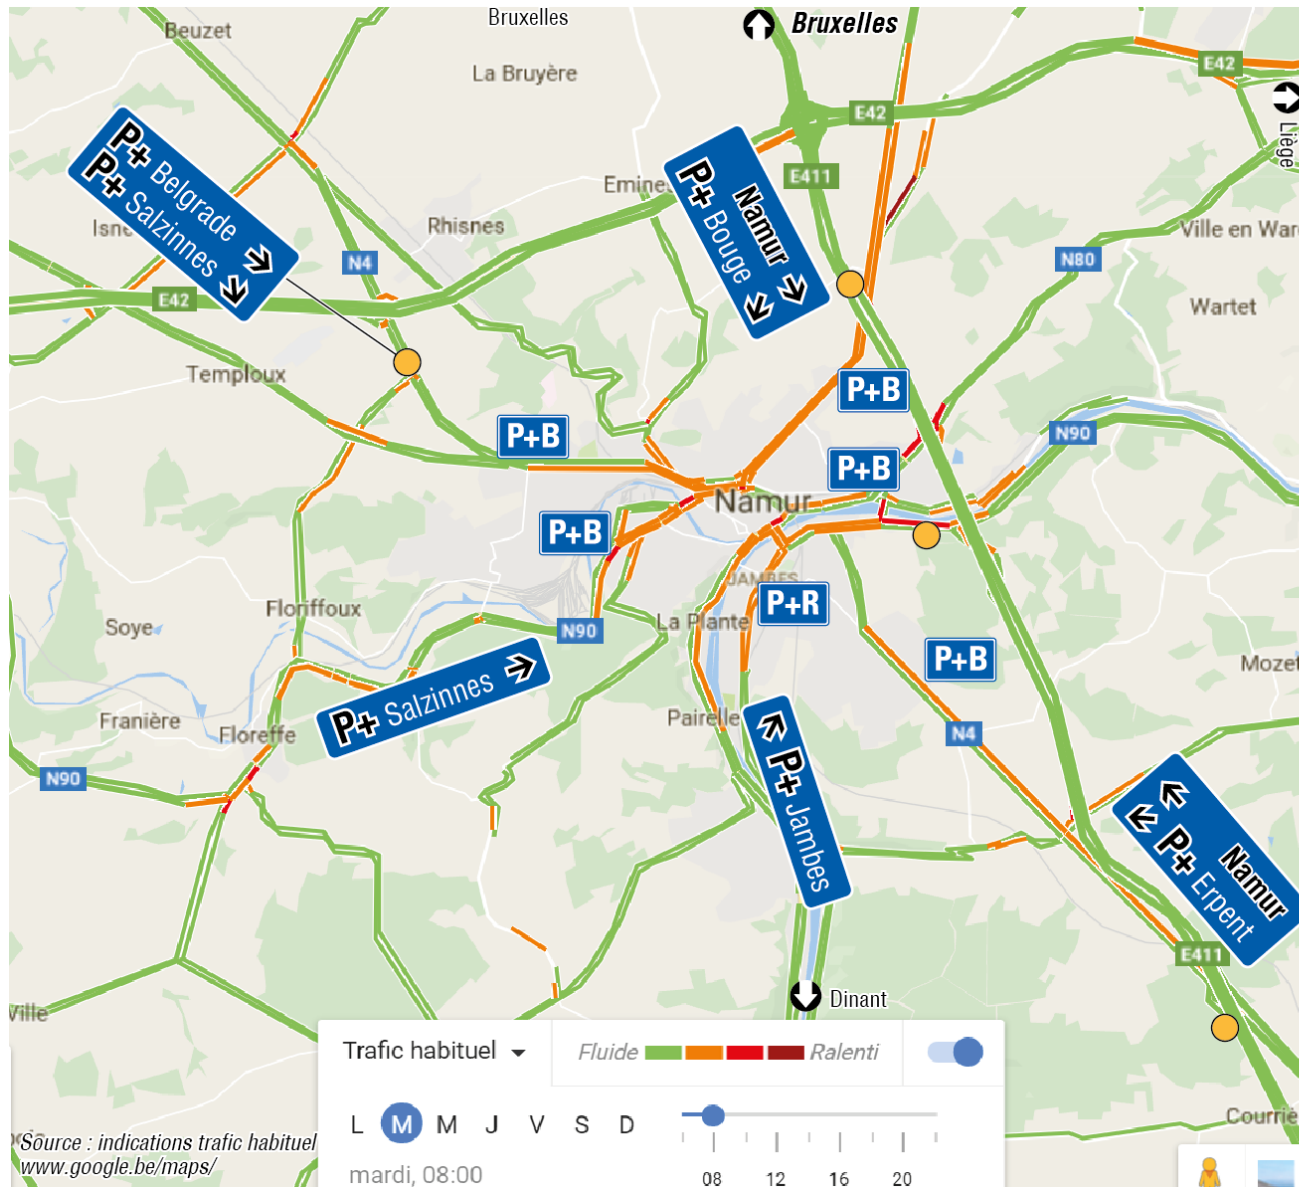 Bruxelles
Bruxelles
Beuzet
La Bruyère
E42
E42
Liège
P+ Belgrade
P+ Salzinnes
Namur
P+ Bouge
E411
Emines
Isne
Rhisnes
N4
N80
Ville en War
E42
Wartet
Temploux
P+B
P+B
N90
P+B
P+B
Namur
JAMBES
P+R
Floriffoux
Soye
La Plante
N90
P+B
Mozet
P+ Salzinnes
Franière
Floreffe
Pairelle
N4
N90
P+ Jambes
Namur
P+ Erpent
E411
Ville
Dinant
Trafic habituel
Fluide
Ralenti
L M M J V S D
Courriè
Source : indications trafic habituel
www.google.be/maps/
mardi, 08:00
08 12 16 20